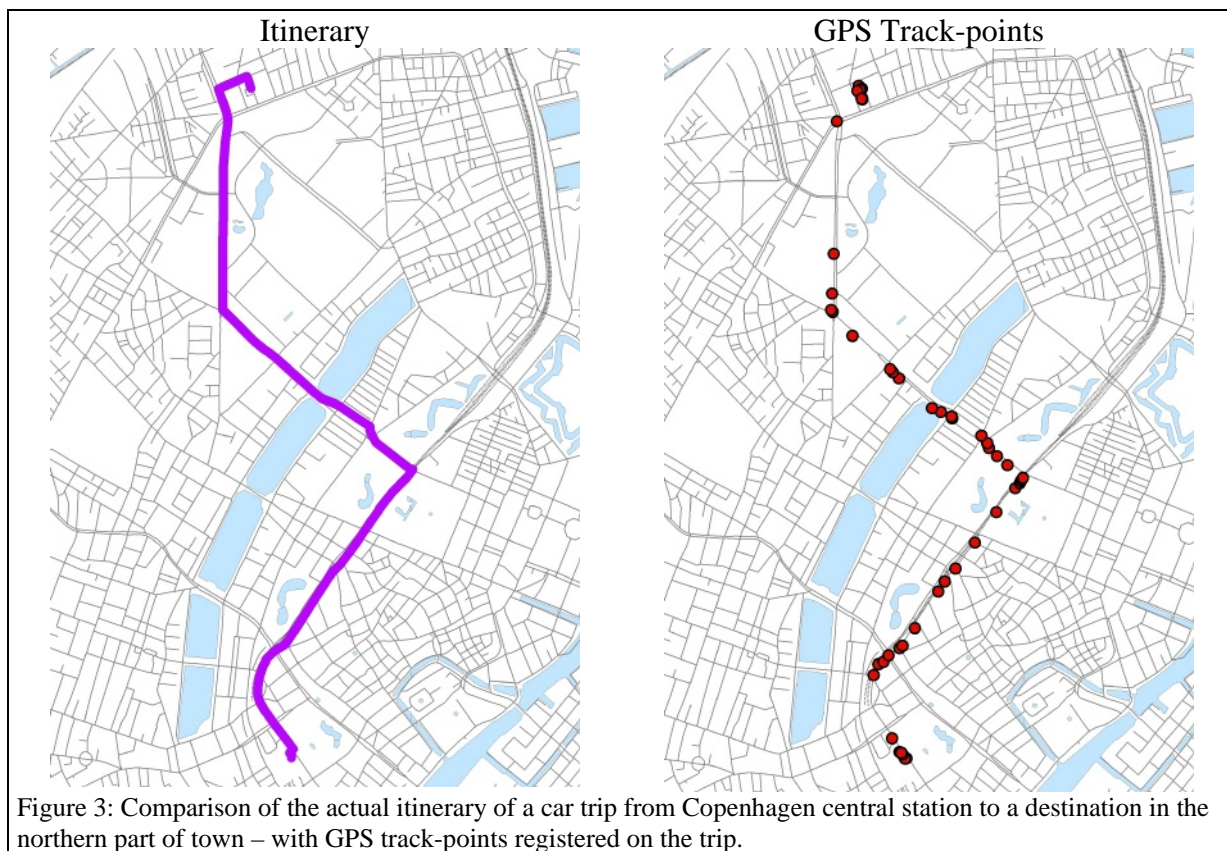 Itinerary
GPS Track-points
Figure 3: Comparison of the actual itinerary of a car trip from Copenhagen central station to a destination in the
northern part of town – with GPS track-points registered on the trip.